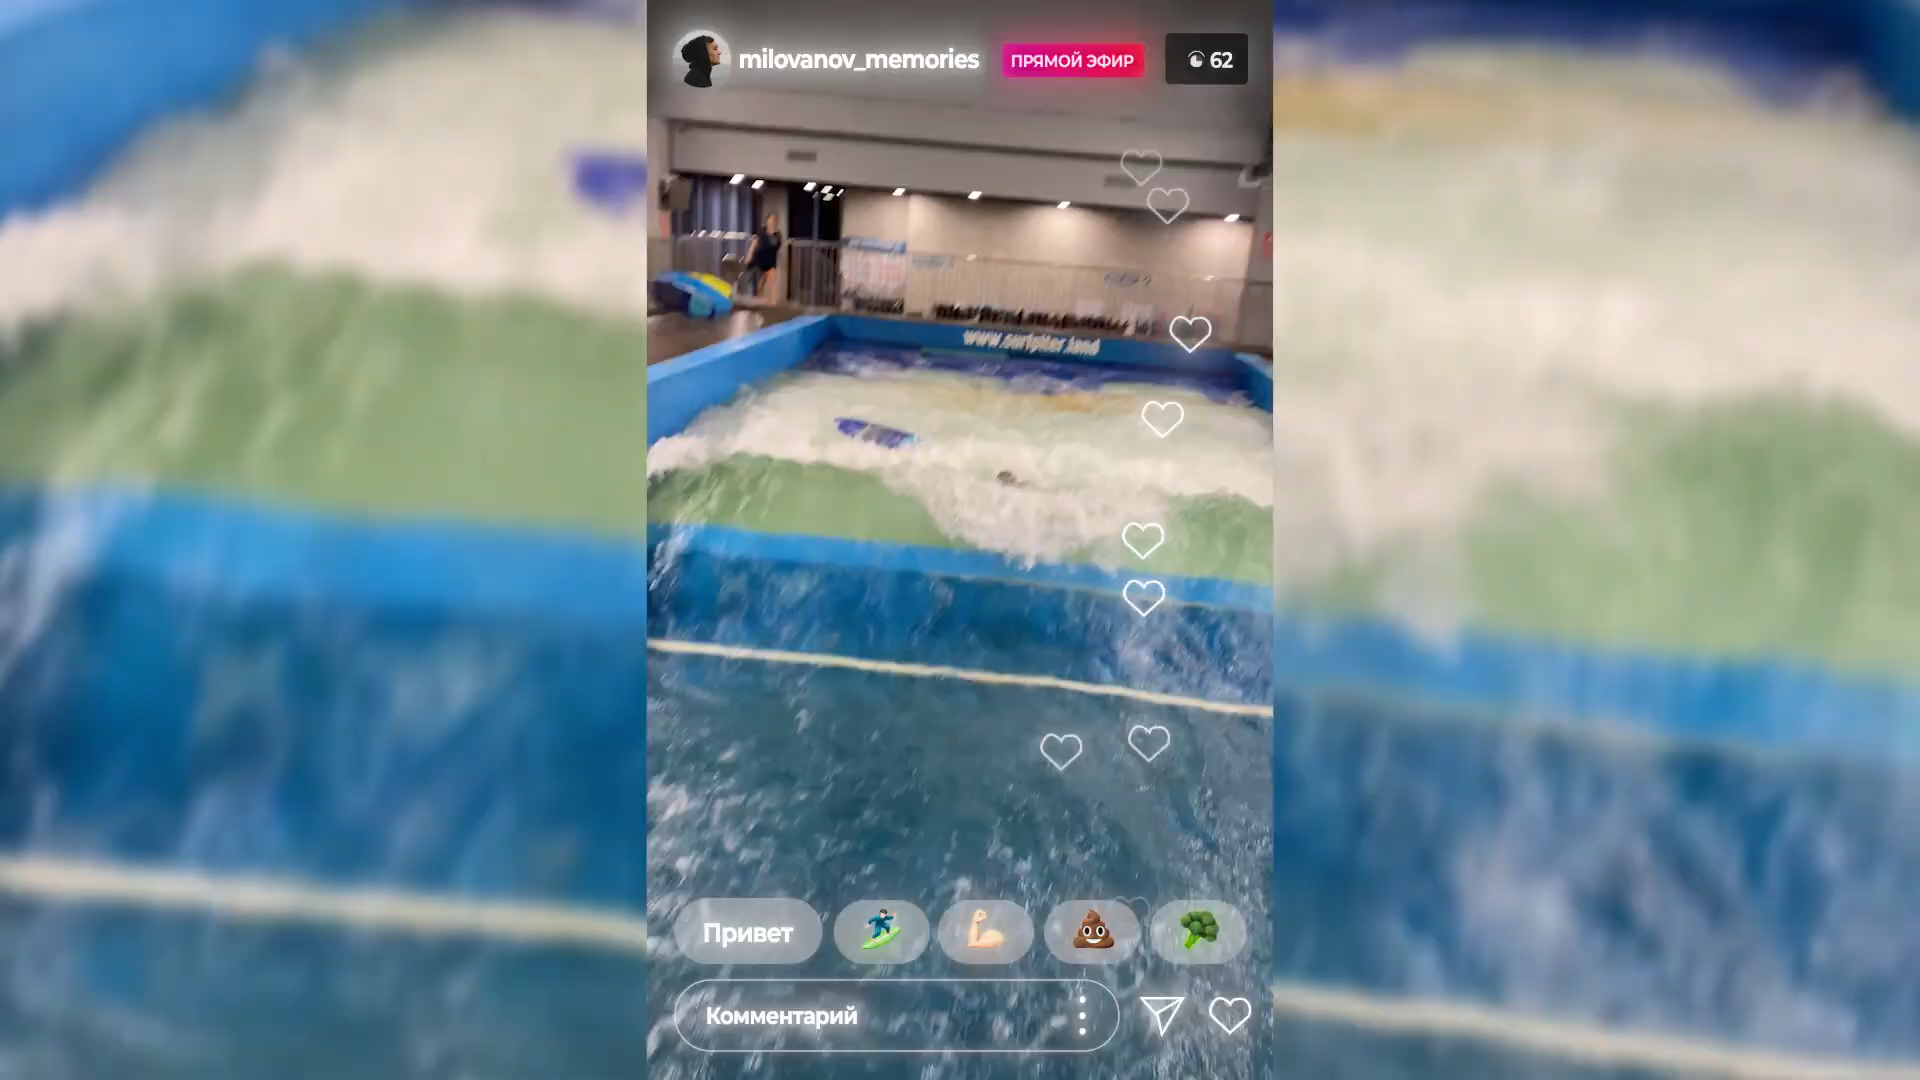 milovanov_memories
ПРЯМОЙ ЭФИР
62
www.surfpiter.land
Привет
Комментарий